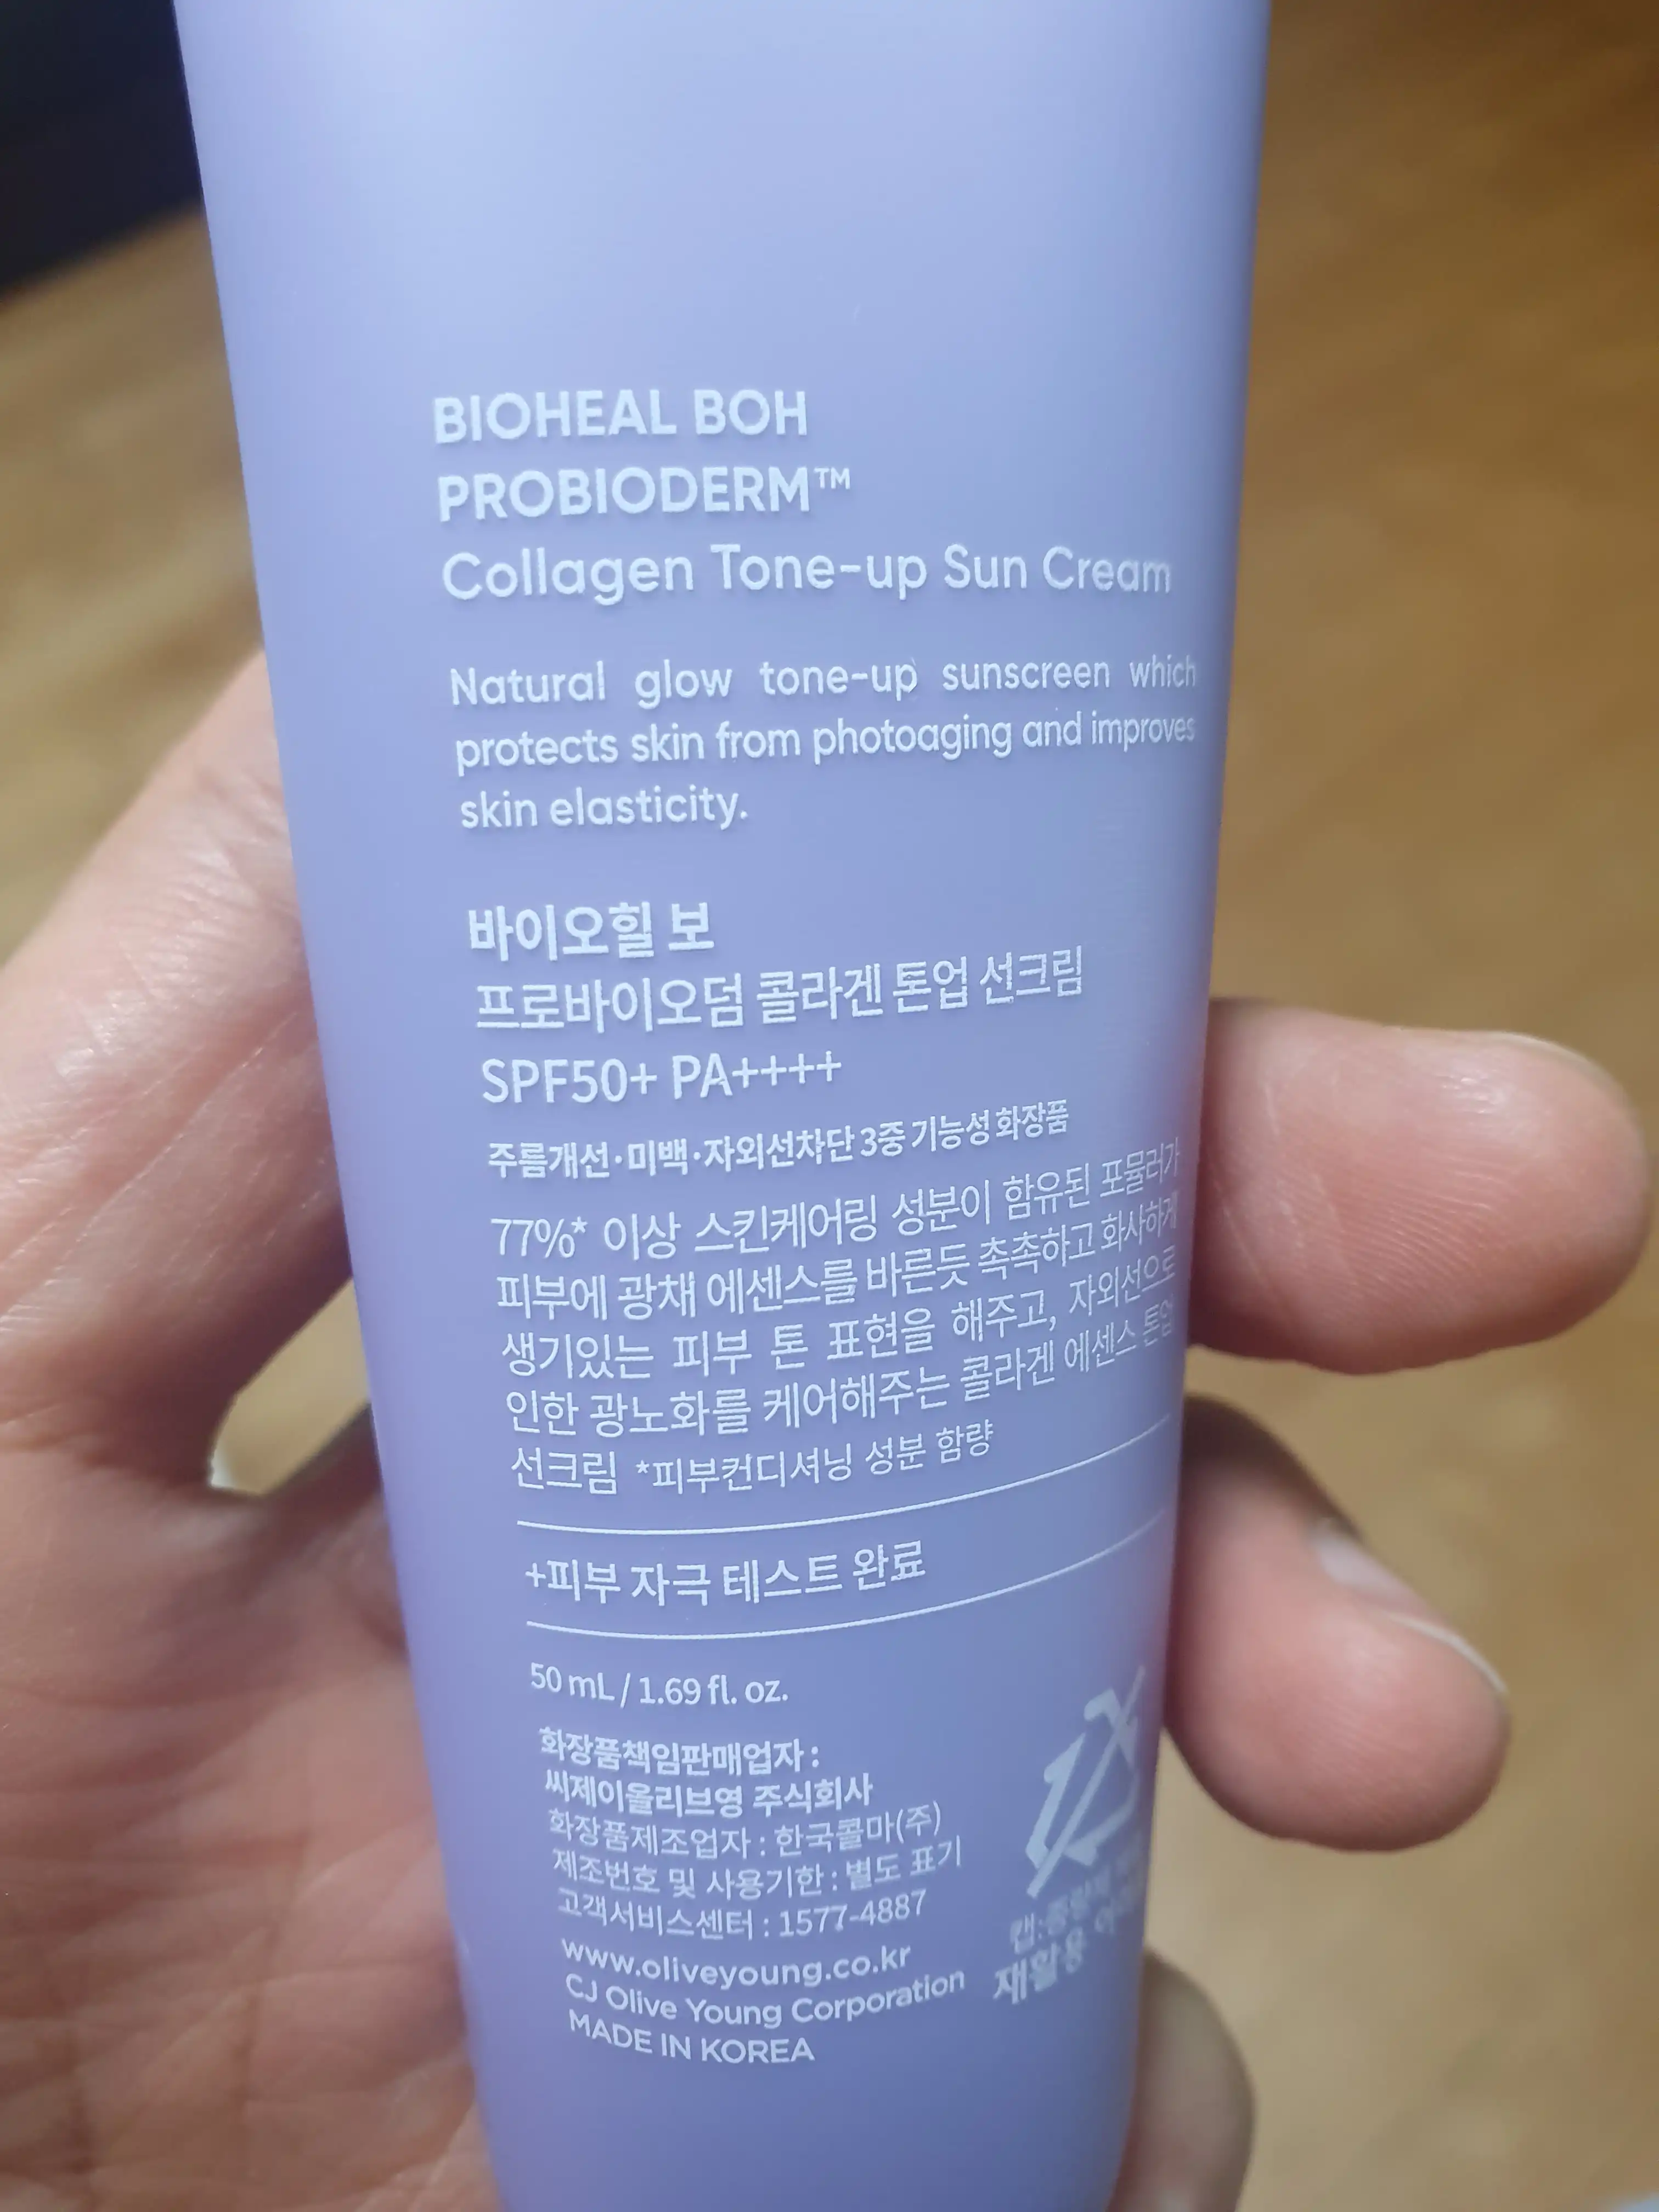 BIOHEAL BOH
PROBIODERM™
Collagen Tone-up Sun Cream
Natural glow tone-up sunscreen which
protects skin from photoaging and improves
skin elasticity.
바이오힐 보
프로바이오덤 콜라겐 톤업 선크림
SPF50+ PA++++
주름개선·미백·자외선차단 3중 기능성 화장품
77%* 이상 스킨케어링 성분이 함유된 포뮬러가
피부에 광채 에센스를 바른듯 촉촉하고 화사하게
생기있는 피부 톤 표현을 해주고, 자외선으로
인한 광노화를 케어해주는 콜라겐 에센스 톤업
선크림 *피부컨디셔닝 성분 함량
+피부 자극 테스트 완료
50 mL / 1.69 fl. oz.
화장품책임판매업자 :
씨제이올리브영 주식회사
화장품제조업자 : 한국콜마(주)
제조번호 및 사용기한 : 별도 표기
고객서비스센터 : 1577-4887
www.oliveyoung.co.kr
CJ Olive Young Corporation
MADE IN KOREA
캡:
재활용